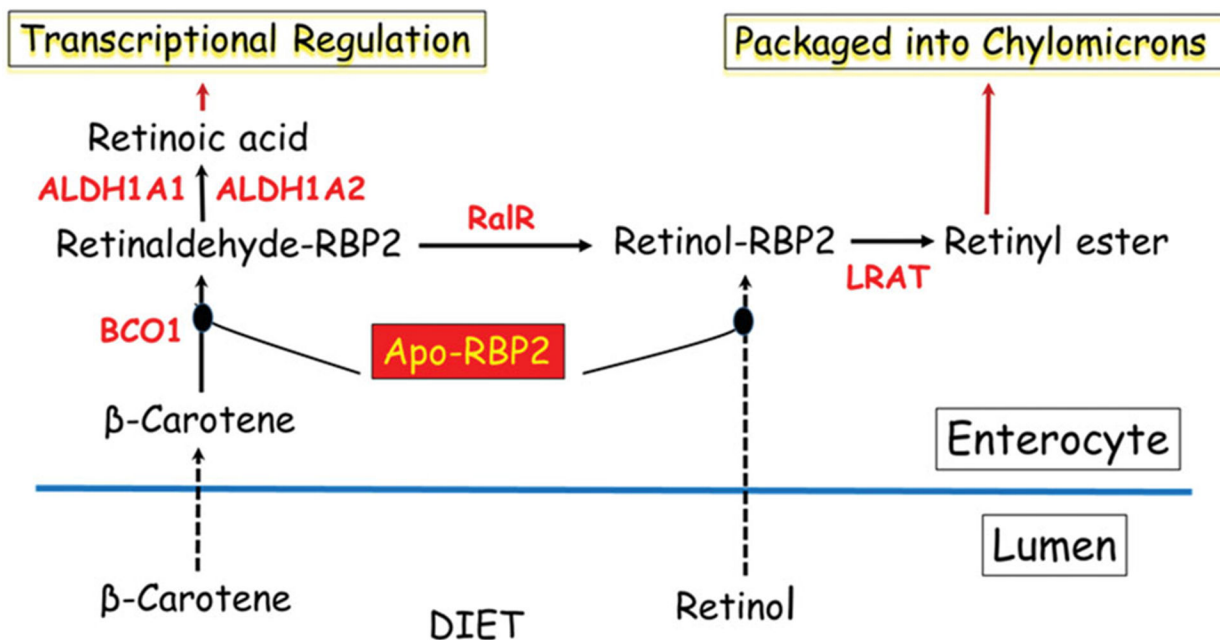 Transcriptional Regulation
Packaged into Chylomicrons
Retinoic acid
ALDH1A1
ALDH1A2
Retinaldehyde-RBP2
RalR
Retinol-RBP2
LRAT
Retinyl ester
BCO1
Apo-RBP2
β-Carotene
Enterocyte
Lumen
β-Carotene
DIET
Retinol